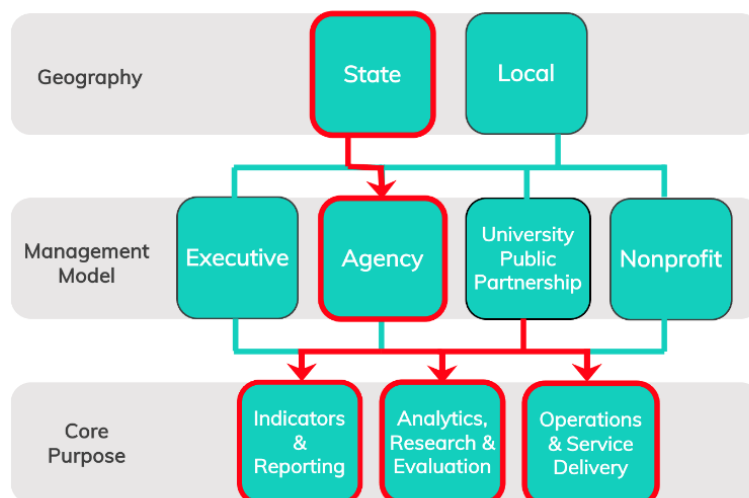 Geography
State
Local
Management
Model
Executive
Agency
University
Public
Partnership
Nonprofit
Core
Purpose
Indicators
&
Reporting
Analytics,
Research &
Evaluation
Operations
& Service
Delivery